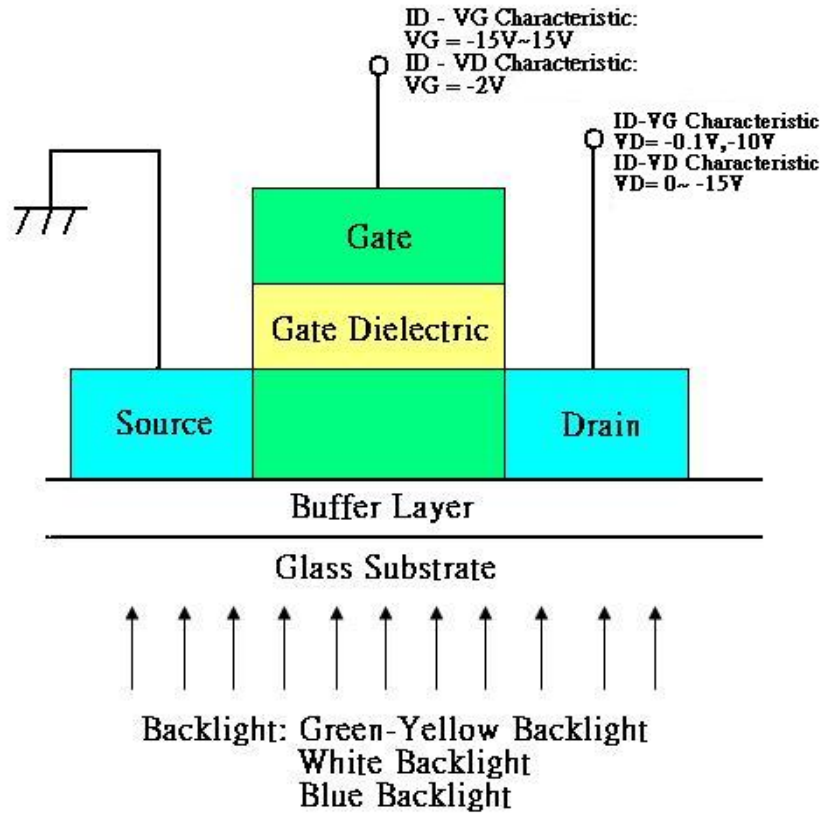 ID - VG Characteristic:
VG = -15V~15V
ID - VD Characteristic:
VG = -2V
ID-VG Characteristic
VD= -0.1V,-10V
ID-VD Characteristic
VD= 0~ -15V
Gate
Gate Dielectric
Source
Drain
Buffer Layer
Glass Substrate
Backlight: Green-Yellow Backlight
White Backlight
Blue Backlight